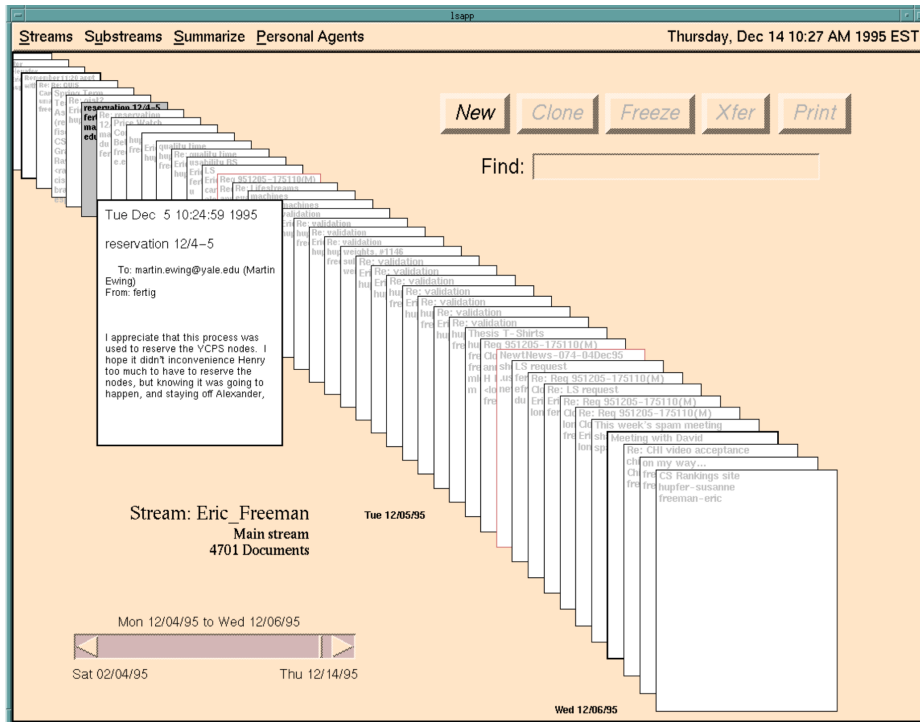 lsapp
Streams Substreams Summarize Personal Agents
Thursday, Dec 14 10:27 AM 1995 EST
New Clone Freeze Xfer Print
Find:
reservation 12/4-5
Tue Dec 5 10:24:59 1995
reservation 12/4-5
To: martin.ewing@yale.edu (Martin
Ewing)
From: fertig
I appreciate that this process was
used to reserve the YCPS nodes. I
hope it didn't inconvenience Henry
too much to have to reserve the
nodes, but knowing it was going to
happen, and staying off Alexander,
Re: reservation
Price Watch
quality time
Re: quality time
usability BS
LS
Req 951205-175110(M)
Re: Lifestreams
machines
machines
validation
Re: validation
Re: validation
Re: validation
weights, #1146
Re: validation
Re: validation
Re: validation
Re: validation
Re: validation
Thesis T-Shirts
Req 951205-175110(M)
NewtNews-074-04Dec95
LS request
Re: Req 951205-175110(M)
Re: LS request
Re: Req 951205-175110(M)
Re: Req 951205-175110(M)
This week's spam meeting
Meeting with David
Re: CHI video acceptance
on my way...
CS Rankings site
hupfer-susanne
freeman-eric
Stream: Eric_Freeman
Main stream
4701 Documents
Tue 12/05/95
Mon 12/04/95 to Wed 12/06/95
Sat 02/04/95 Thu 12/14/95
Wed 12/06/95